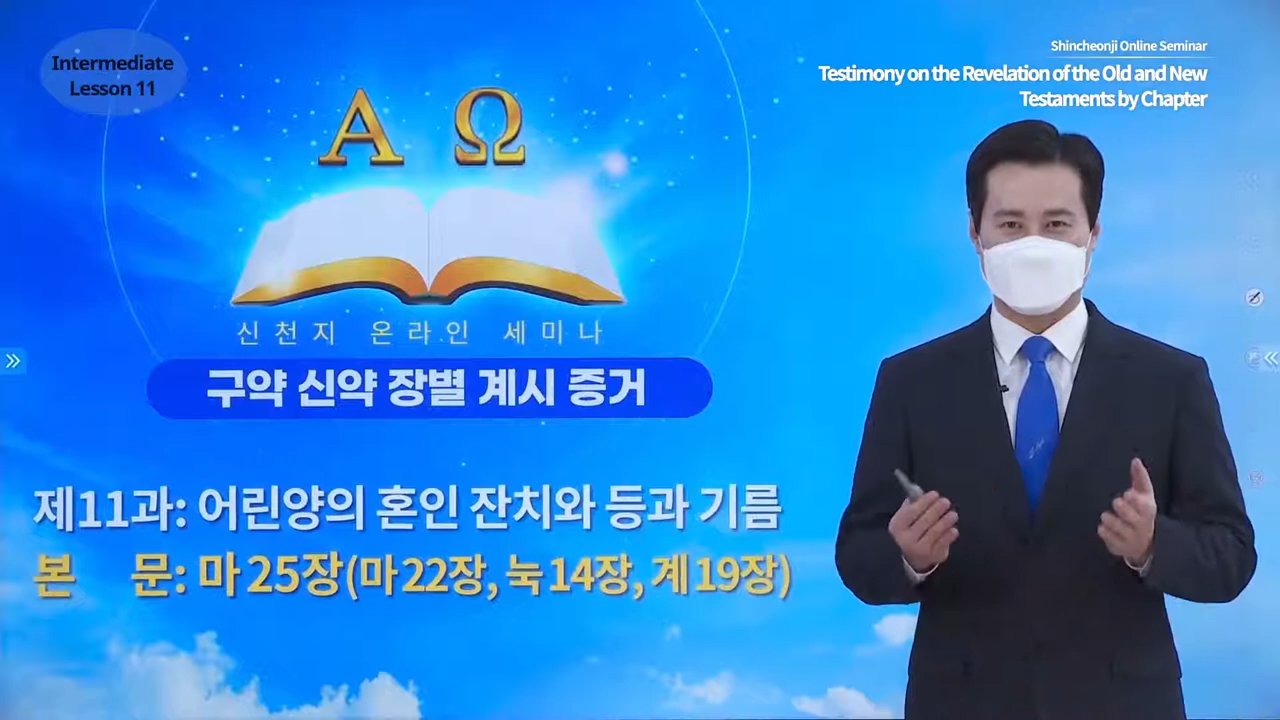 Intermediate
Lesson 11
Shincheonji Online Seminar
Testimony on the Revelation of the Old and New
Testaments by Chapter
Α Ω
신천지 온라인 세미나
구약 신약 장별 계시 증거
제11과: 어린양의 혼인 잔치와 등과 기름
본 문: 마 25장(마 22장, 눅 14장, 계 19장)